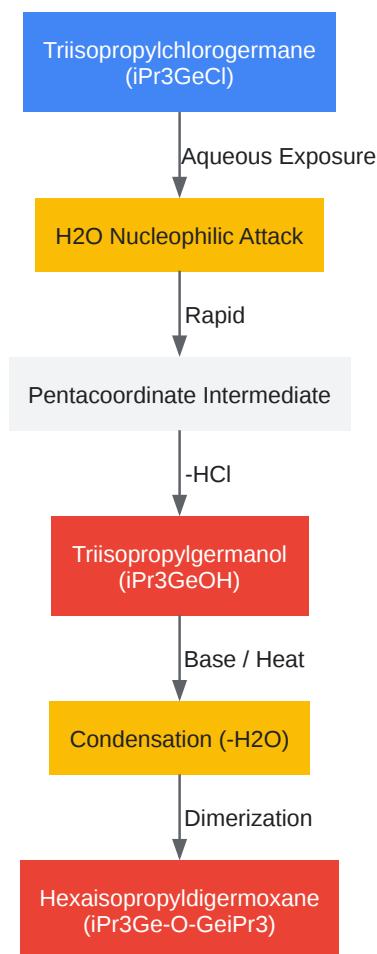 Triisopropylchlorogermane
(iPr3GeCl)
Aqueous Exposure
H2O Nucleophilic Attack
Rapid
Pentacoordinate Intermediate
-HCl
Triisopropylgermanol
(iPr3GeOH)
Base / Heat
Condensation (-H2O)
Dimerization
Hexaisopropyldigermoxane
(iPr3Ge-O-GeiPr3)